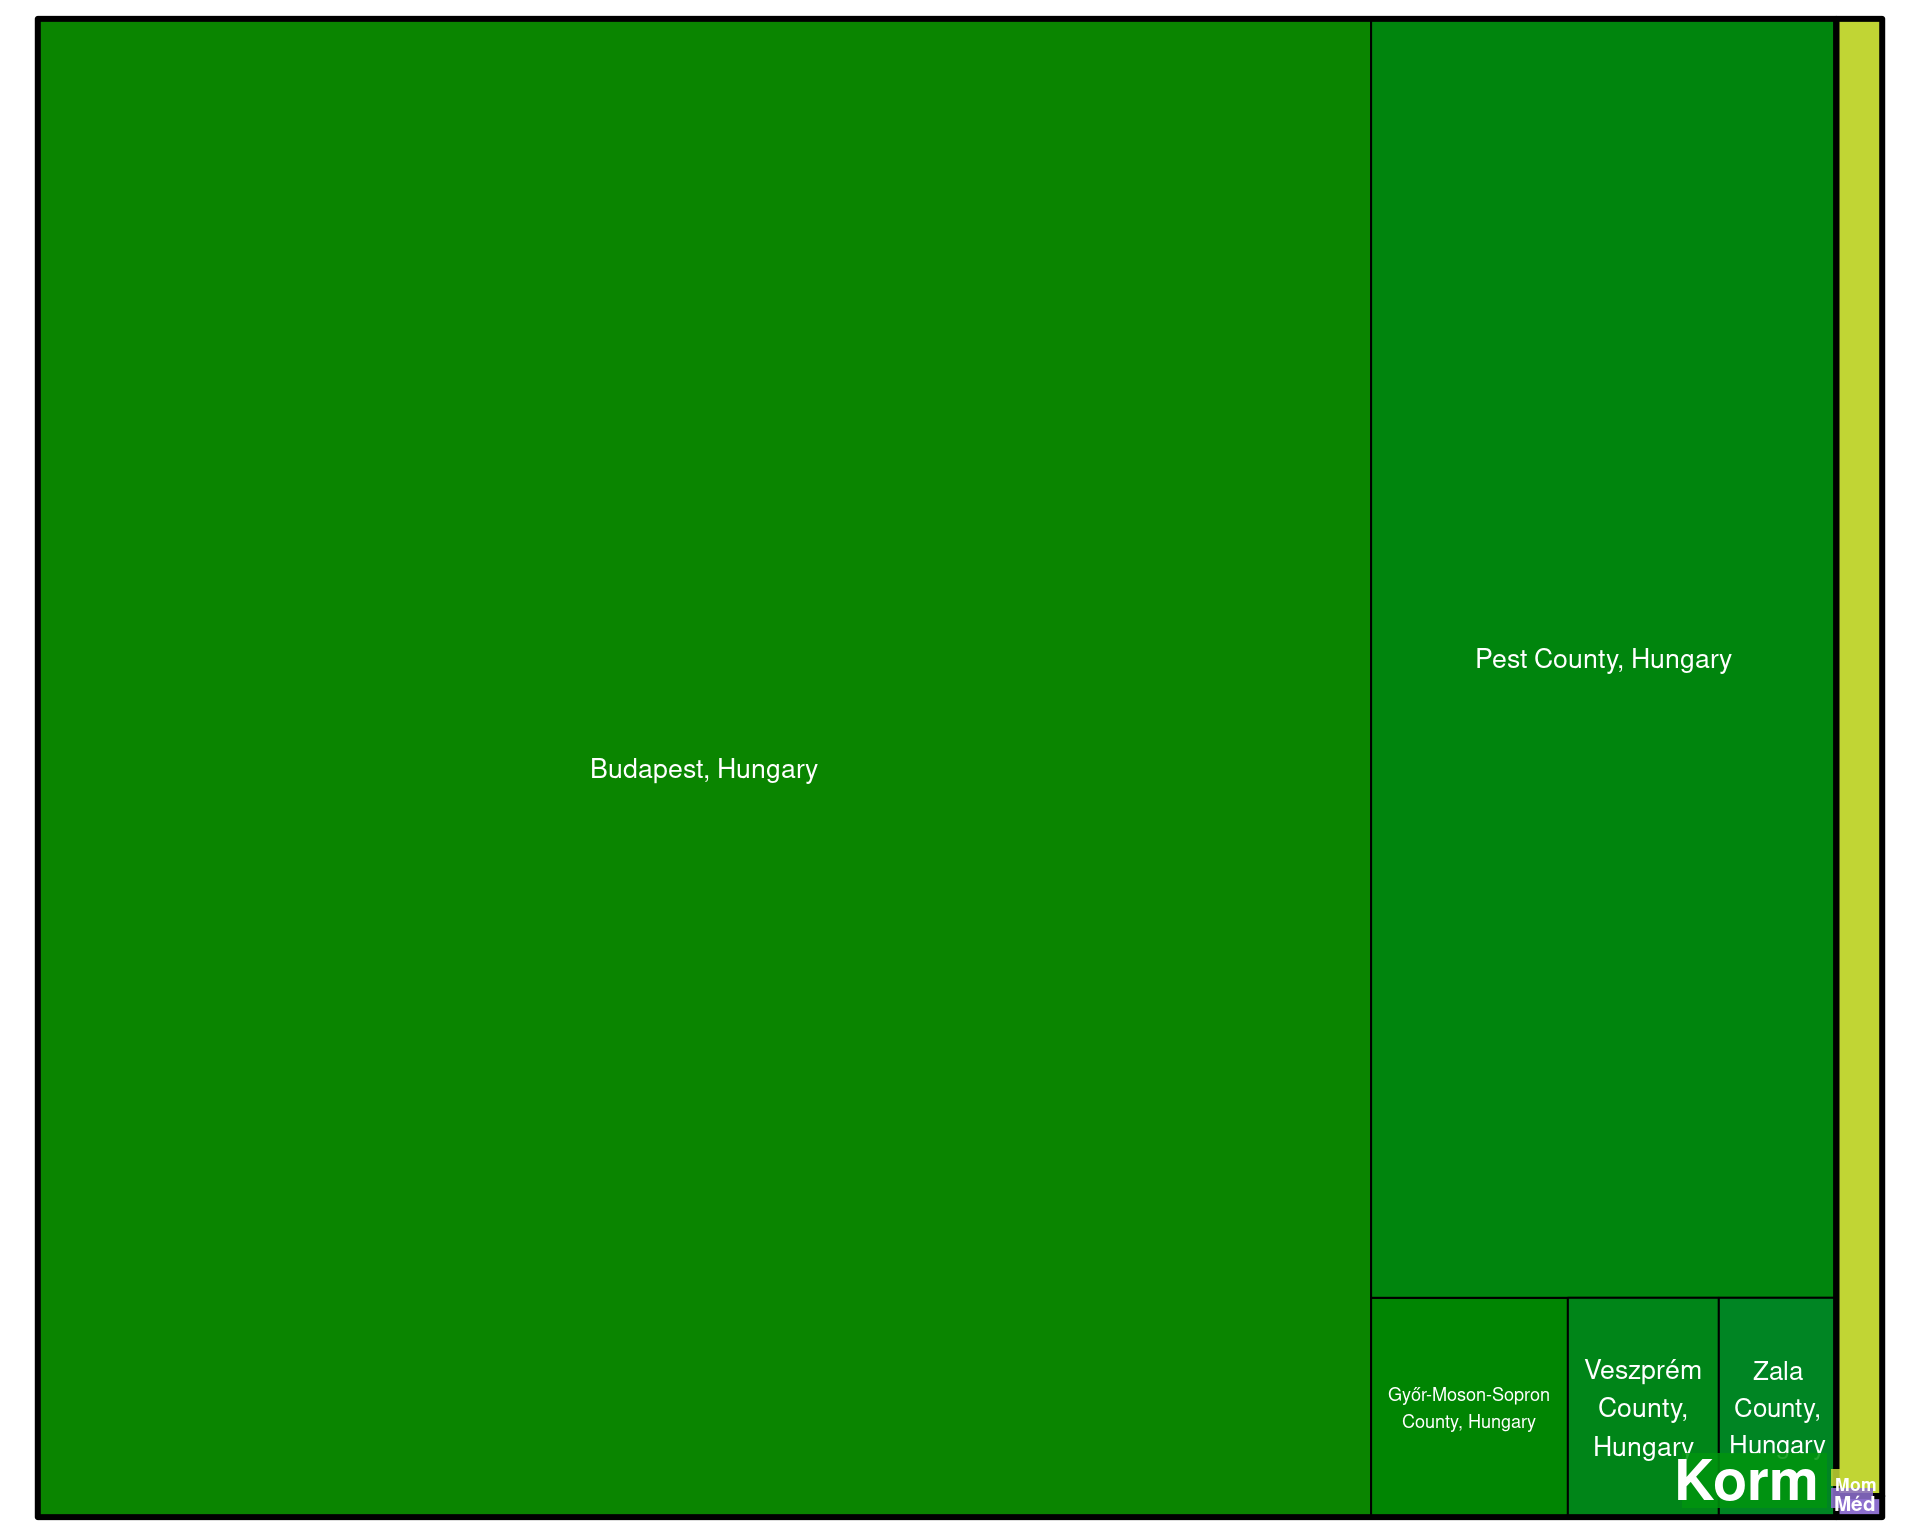 Budapest, Hungary
Pest County, Hungary
Győr-Moson-Sopron
County, Hungary
Veszprém
County,
Hungary
Zala
County,
Hungary
Korm
Mom
Méd